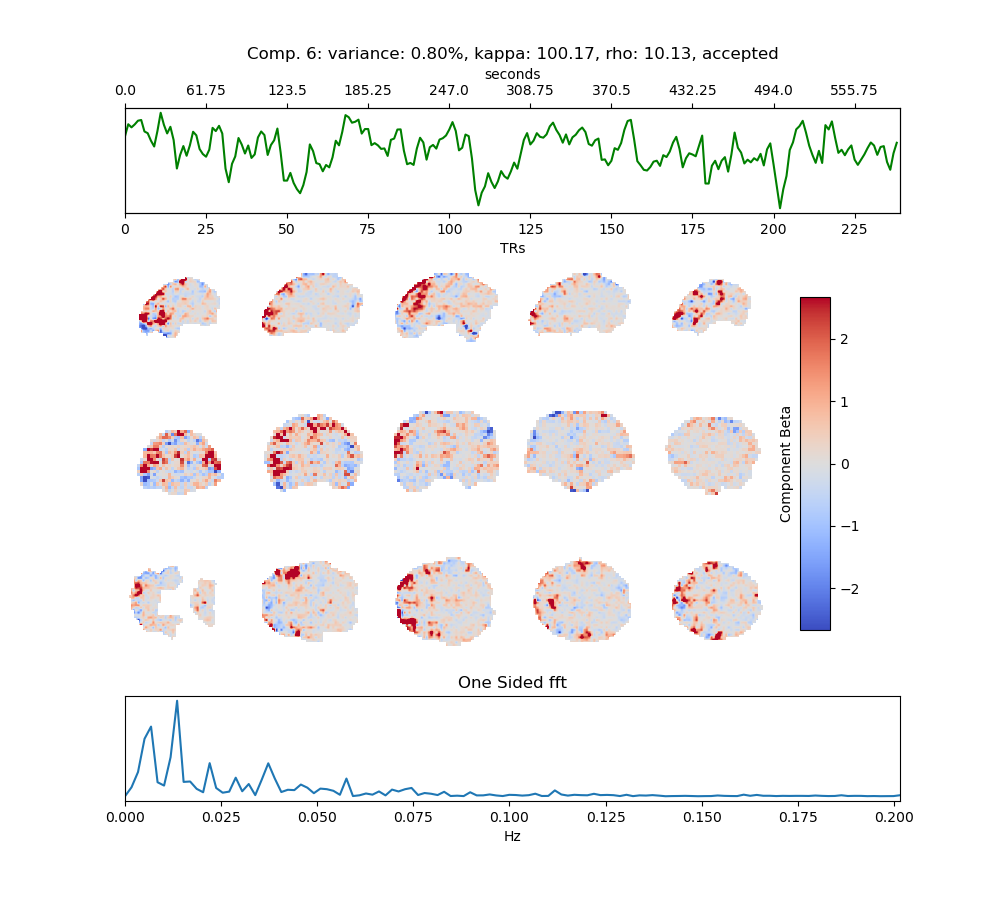 Comp. 6: variance: 0.80%, kappa: 100.17, rho: 10.13, accepted
seconds
0.0 61.75 123.5 185.25 247.0 308.75 370.5 432.25 494.0 555.75
0 25 50 75 100 125 150 175 200 225
TRs
2
1
0
−1
−2
Component Beta
One Sided fft
0.000 0.025 0.050 0.075 0.100 0.125 0.150 0.175 0.200
Hz